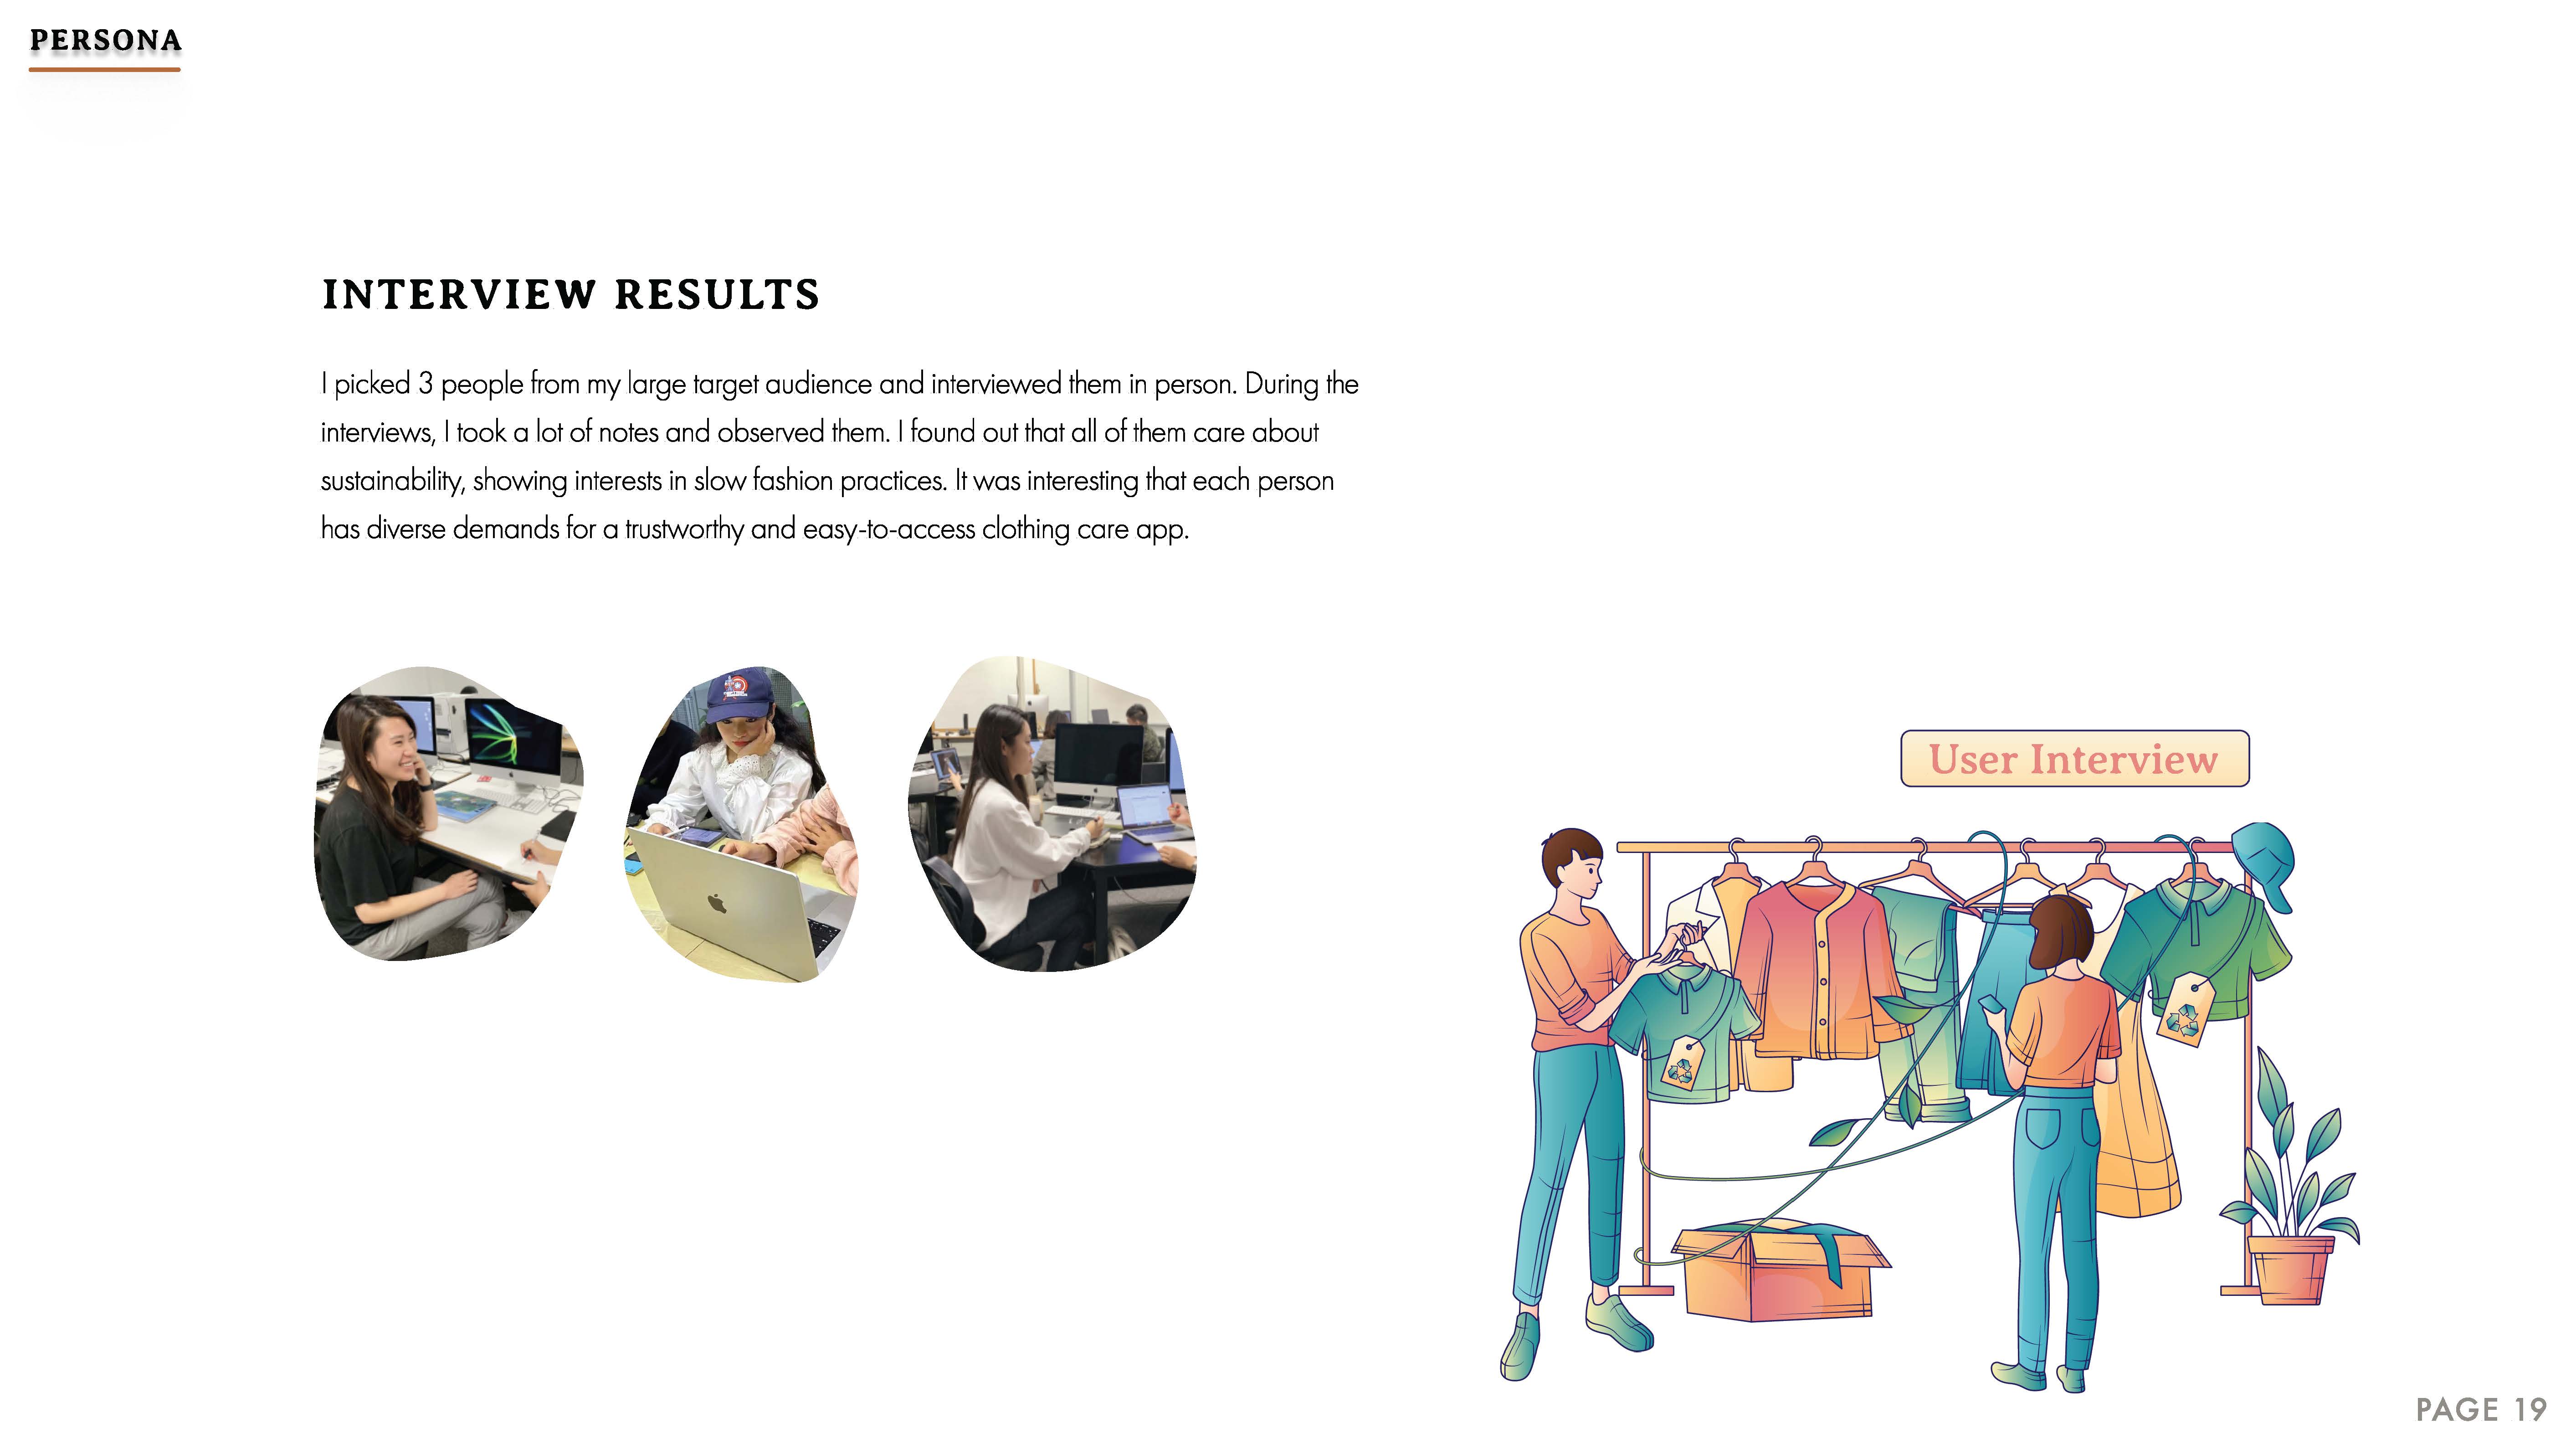 PERSONA
INTERVIEW RESULTS
I picked 3 people from my large target audience and interviewed them in person. During the
interviews, I took a lot of notes and observed them. I found out that all of them care about
sustainability, showing interests in slow fashion practices. It was interesting that each person
has diverse demands for a trustworthy and easy-to-access clothing care app.
User Interview
PAGE 19